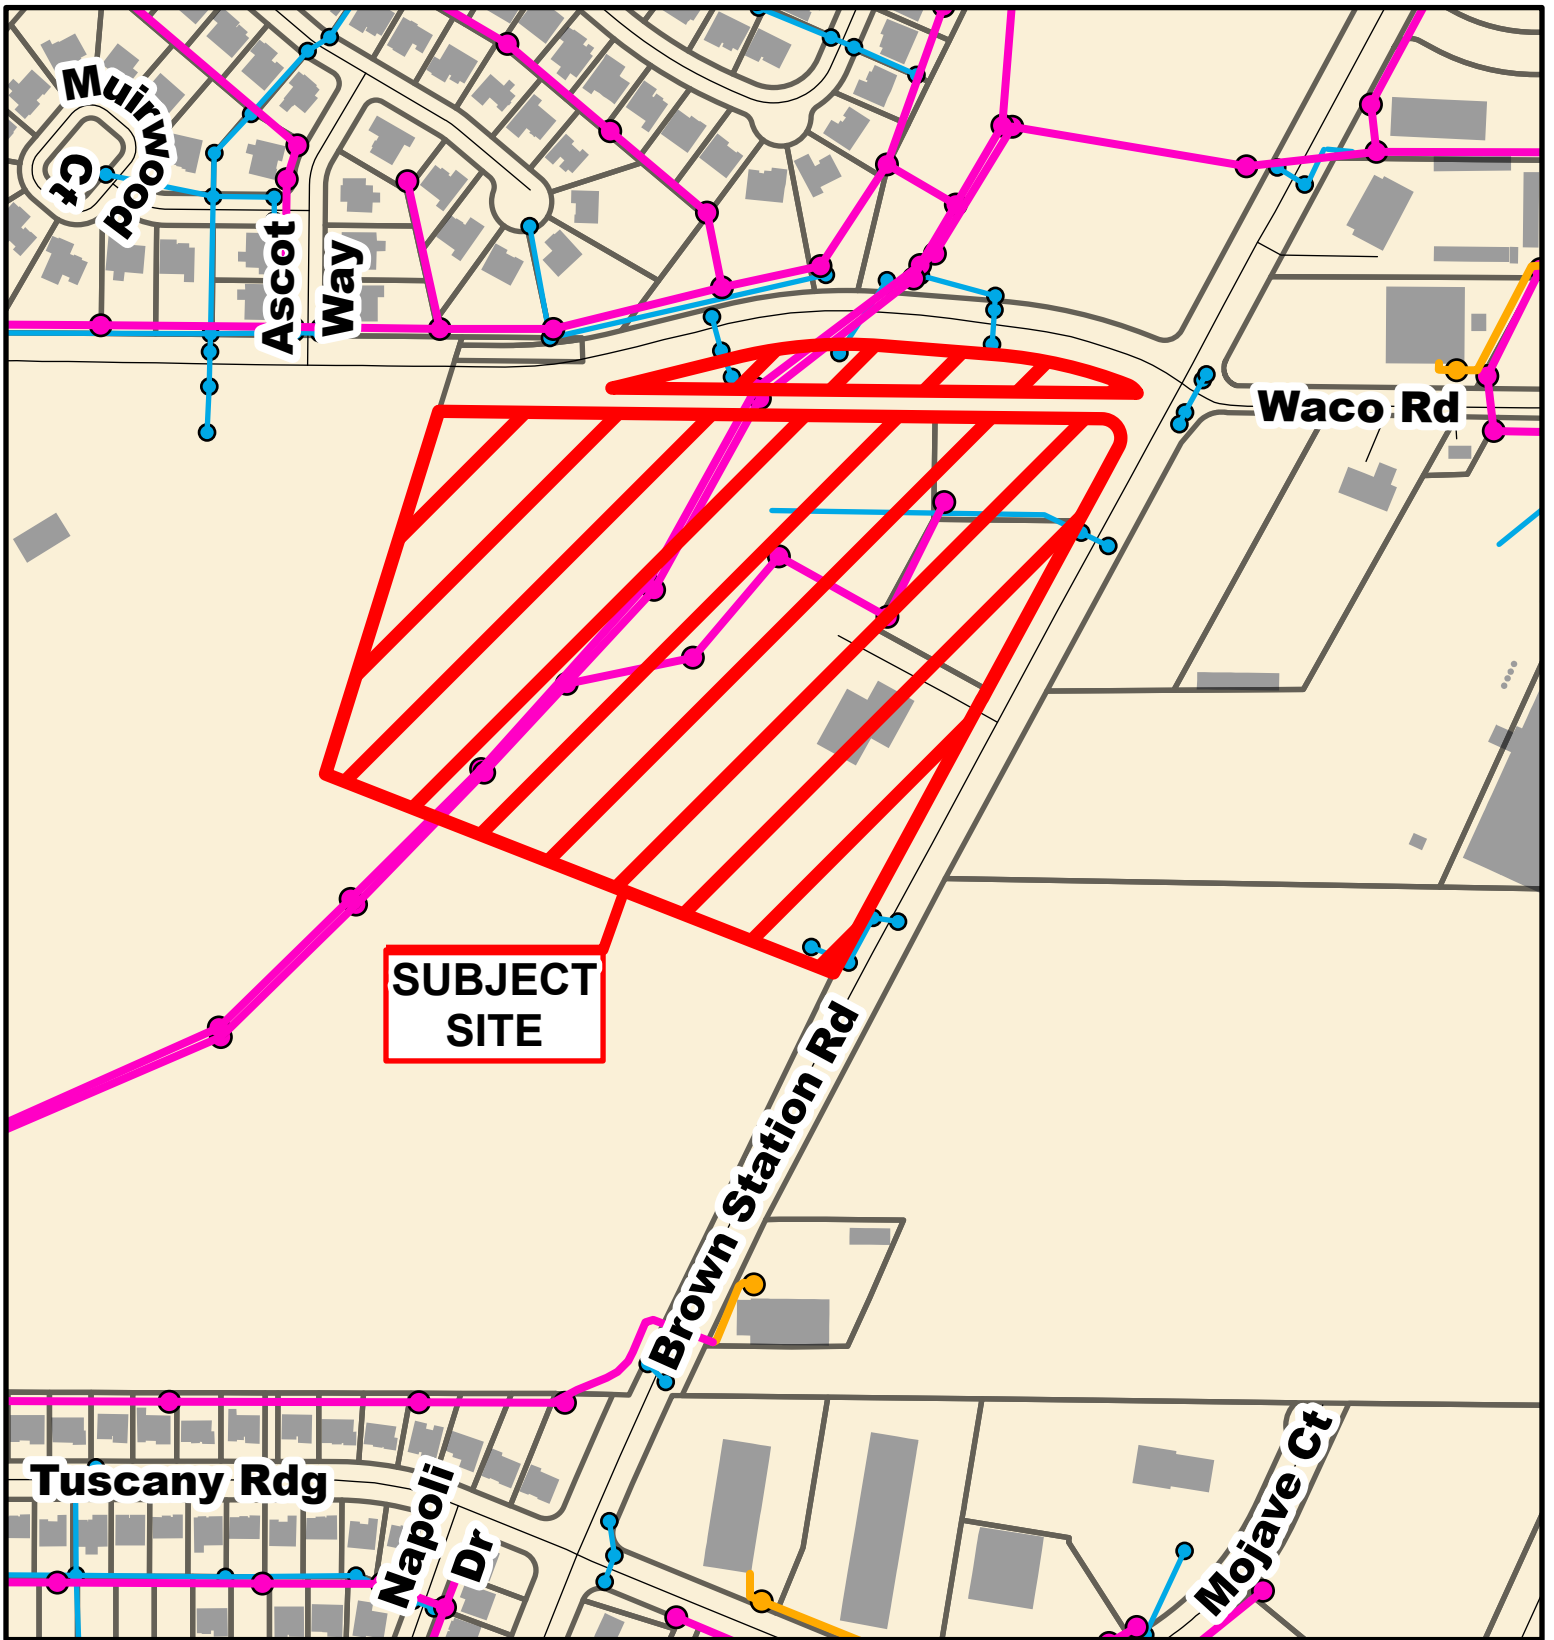 Muirwood
Ct
Ascot
Way
Waco Rd
SUBJECT
SITE
Brown Station Rd
Tuscany Rdg
Napoli
Dr
Mojave Ct